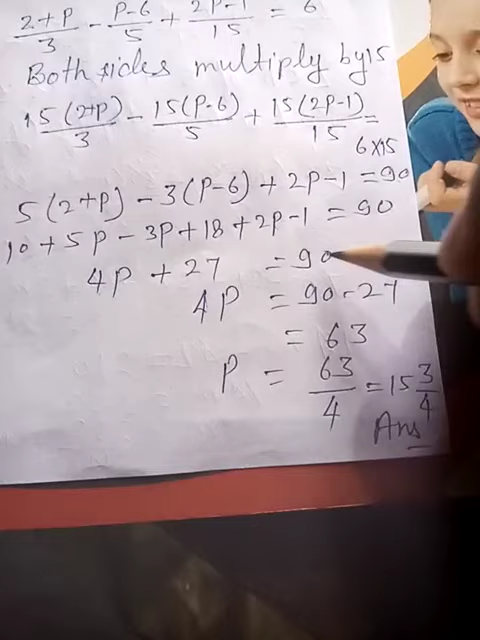 2+P/3 - P-6/5 + 2P-1/15 = 6
Both sides multiply by 15
15(2+P)/3 - 15(P-6)/5 + 15(2P-1)/15 =
6×15
5(2+P) - 3(P-6) + 2P-1 = 90
10+5P-3P+18+2P-1 = 90
4P + 27 = 90
4P = 90-27
= 63
P = 63/4 = 15 3/4
Ans